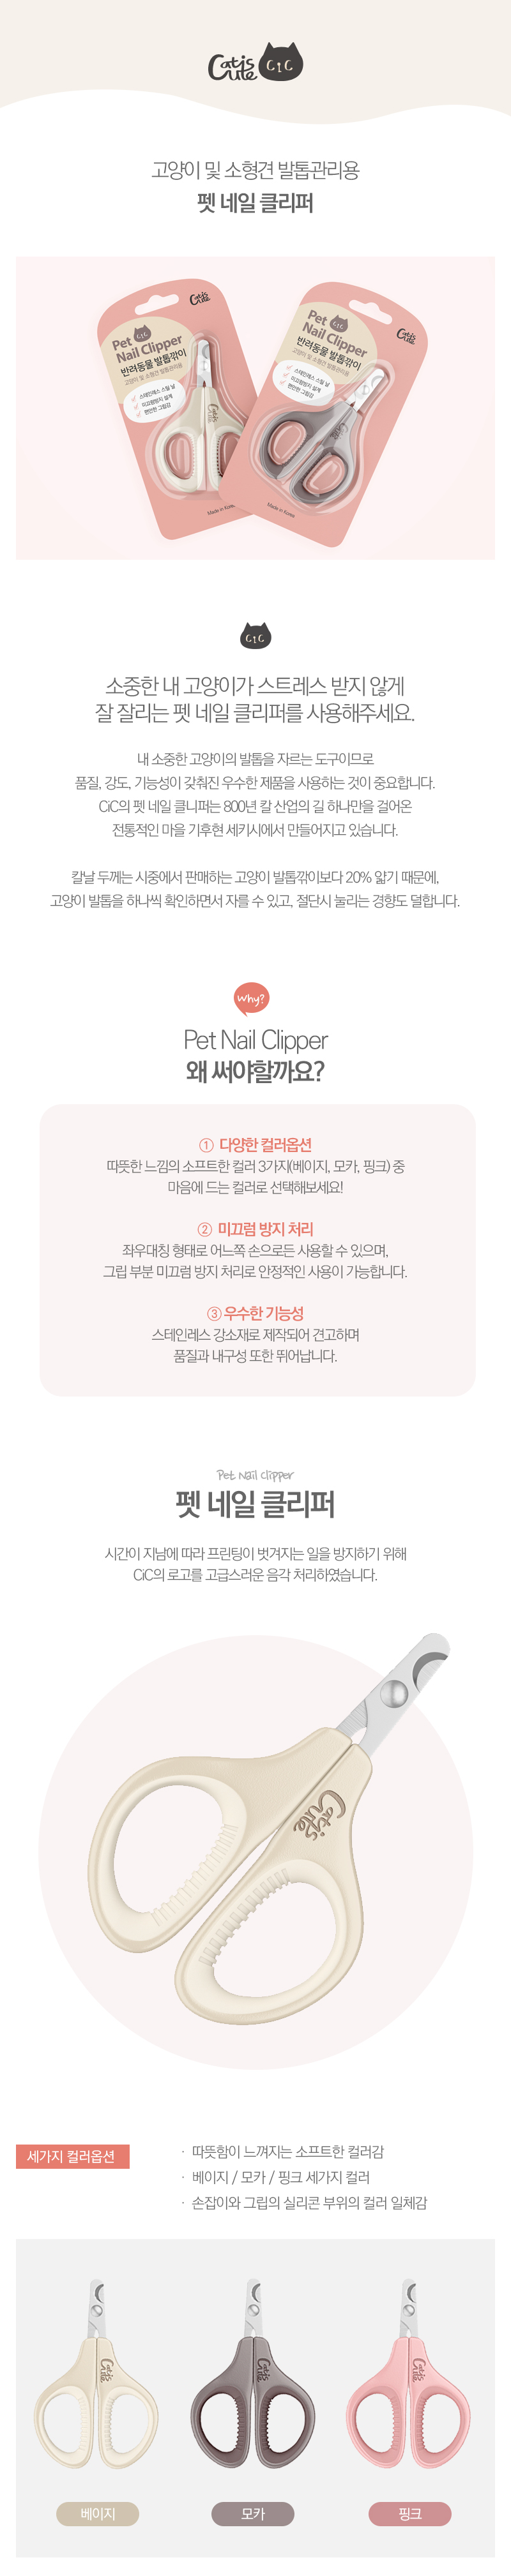 Cat is Cute
CiC
고양이 및 소형견 발톱관리용
펫 네일 클리퍼
Cat is Cute
Pet CiC
Nail Clipper
반려동물 발톱깎이
고양이 및 소형견 발톱관리용
스테인레스 스틸 날
미끄럼방지 설계
편안한 그립감
Cat is Cute
Made in Korea
Cat is Cute
Pet CiC
Nail Clipper
반려동물 발톱깎이
고양이 및 소형견 발톱관리용
스테인레스 스틸 날
미끄럼방지 설계
편안한 그립감
Cat is Cute
Made in Korea
CiC
소중한 내 고양이가 스트레스 받지 않게
잘 잘리는 펫 네일 클리퍼를 사용해주세요.
내 소중한 고양이의 발톱을 자르는 도구이므로
품질, 강도, 기능성이 갖춰진 우수한 제품을 사용하는 것이 중요합니다.
CiC의 펫 네일 클니퍼는 800년 칼 산업의 길 하나만을 걸어온
전통적인 마을 기후현 세키시에서 만들어지고 있습니다.
칼날 두께는 시중에서 판매하는 고양이 발톱깎이보다 20% 얇기 때문에,
고양이 발톱을 하나씩 확인하면서 자를 수 있고, 절단시 눌리는 경향도 덜합니다.
Why?
Pet Nail Clipper
왜 써야할까요?
① 다양한 컬러옵션
따뜻한 느낌의 소프트한 컬러 3가지(베이지, 모카, 핑크) 중
마음에 드는 컬러로 선택해보세요!
② 미끄럼 방지 처리
좌우대칭 형태로 어느쪽 손으로든 사용할 수 있으며,
그립 부분 미끄럼 방지 처리로 안정적인 사용이 가능합니다.
③ 우수한 기능성
스테인레스 강소재로 제작되어 견고하며
품질과 내구성 또한 뛰어납니다.
Pet Nail Clipper
펫 네일 클리퍼
시간이 지남에 따라 프린팅이 벗겨지는 일을 방지하기 위해
CiC의 로고를 고급스러운 음각 처리하였습니다.
Cat is Cute
세가지 컬러옵션
· 따뜻함이 느껴지는 소프트한 컬러감
· 베이지 / 모카 / 핑크 세가지 컬러
· 손잡이와 그립의 실리콘 부위의 컬러 일체감
Cat is Cute
Cat is Cute
Cat is Cute
베이지
모카
핑크